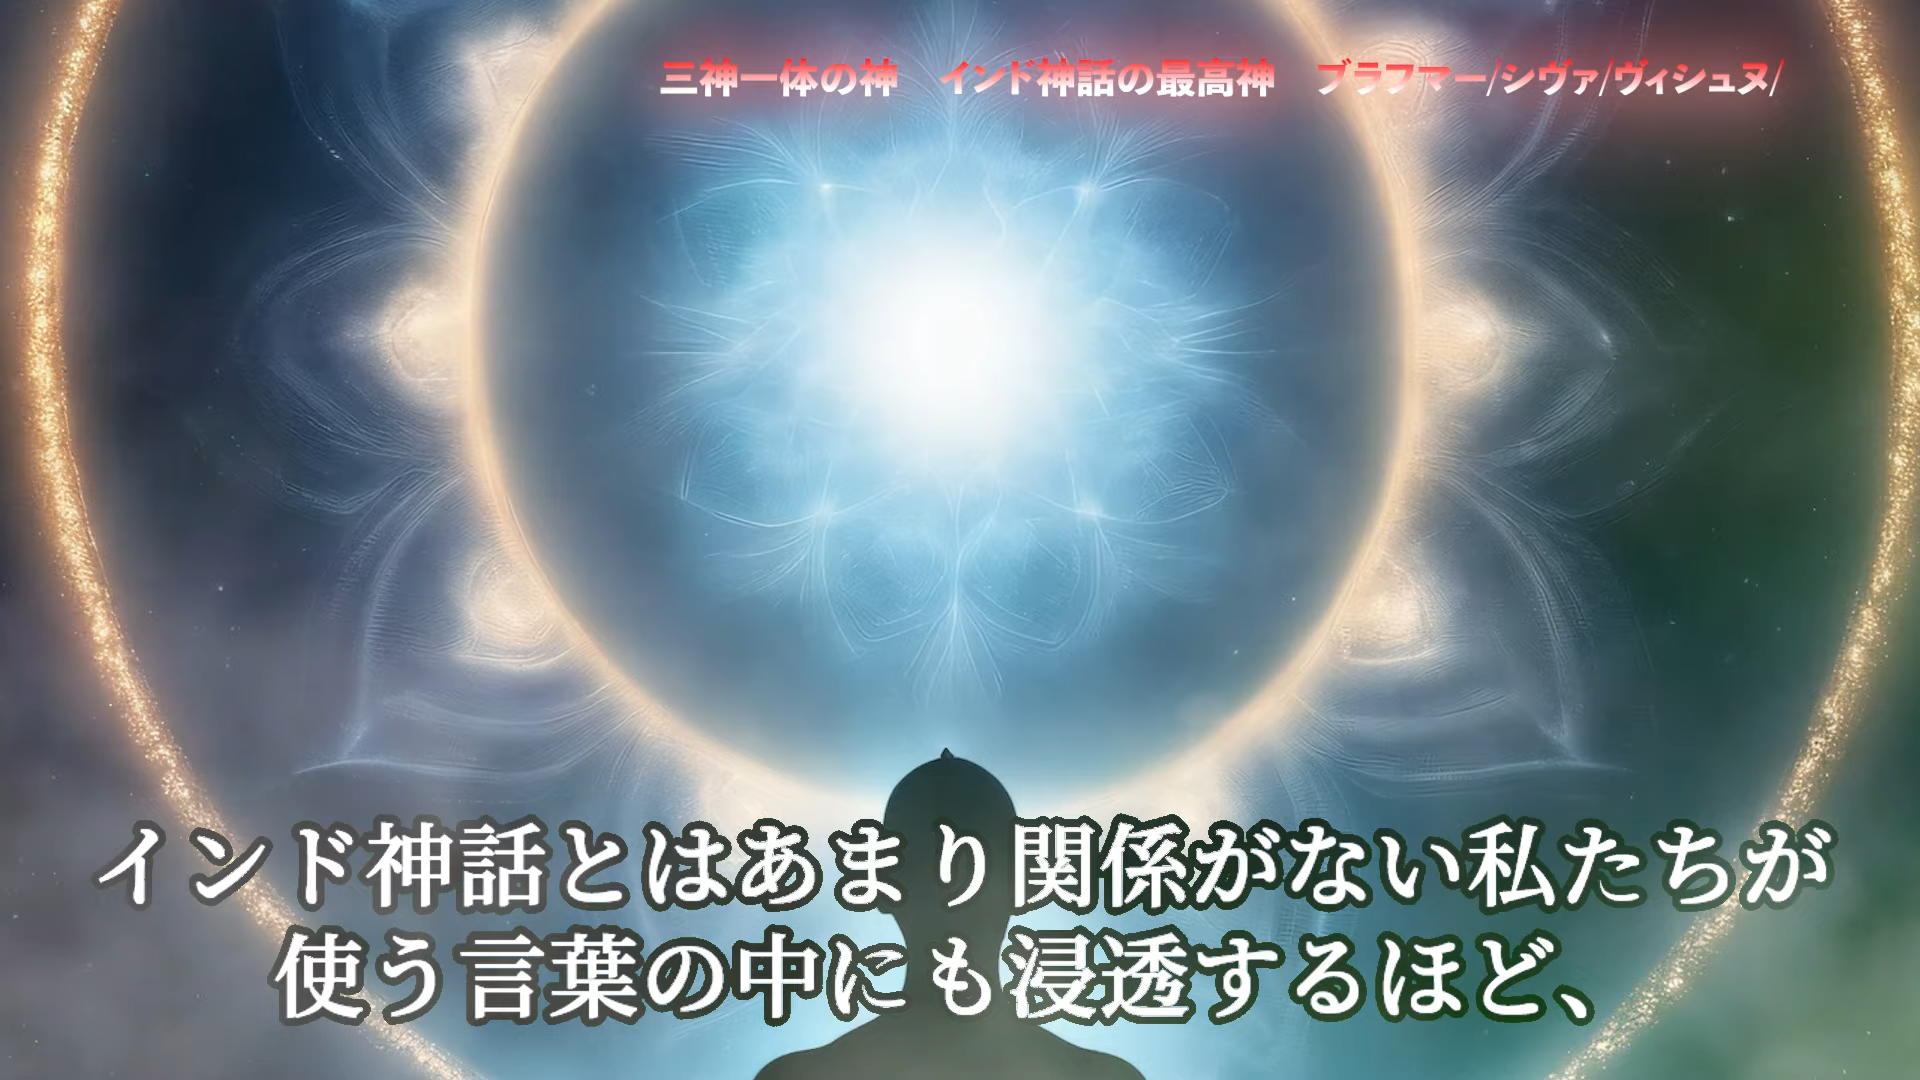 三神一体の神　インド神話の最高神　ブラフマー/シヴァ/ヴィシュヌ/
インド神話とはあまり関係がない私たちが
使う言葉の中にも浸透するほど、